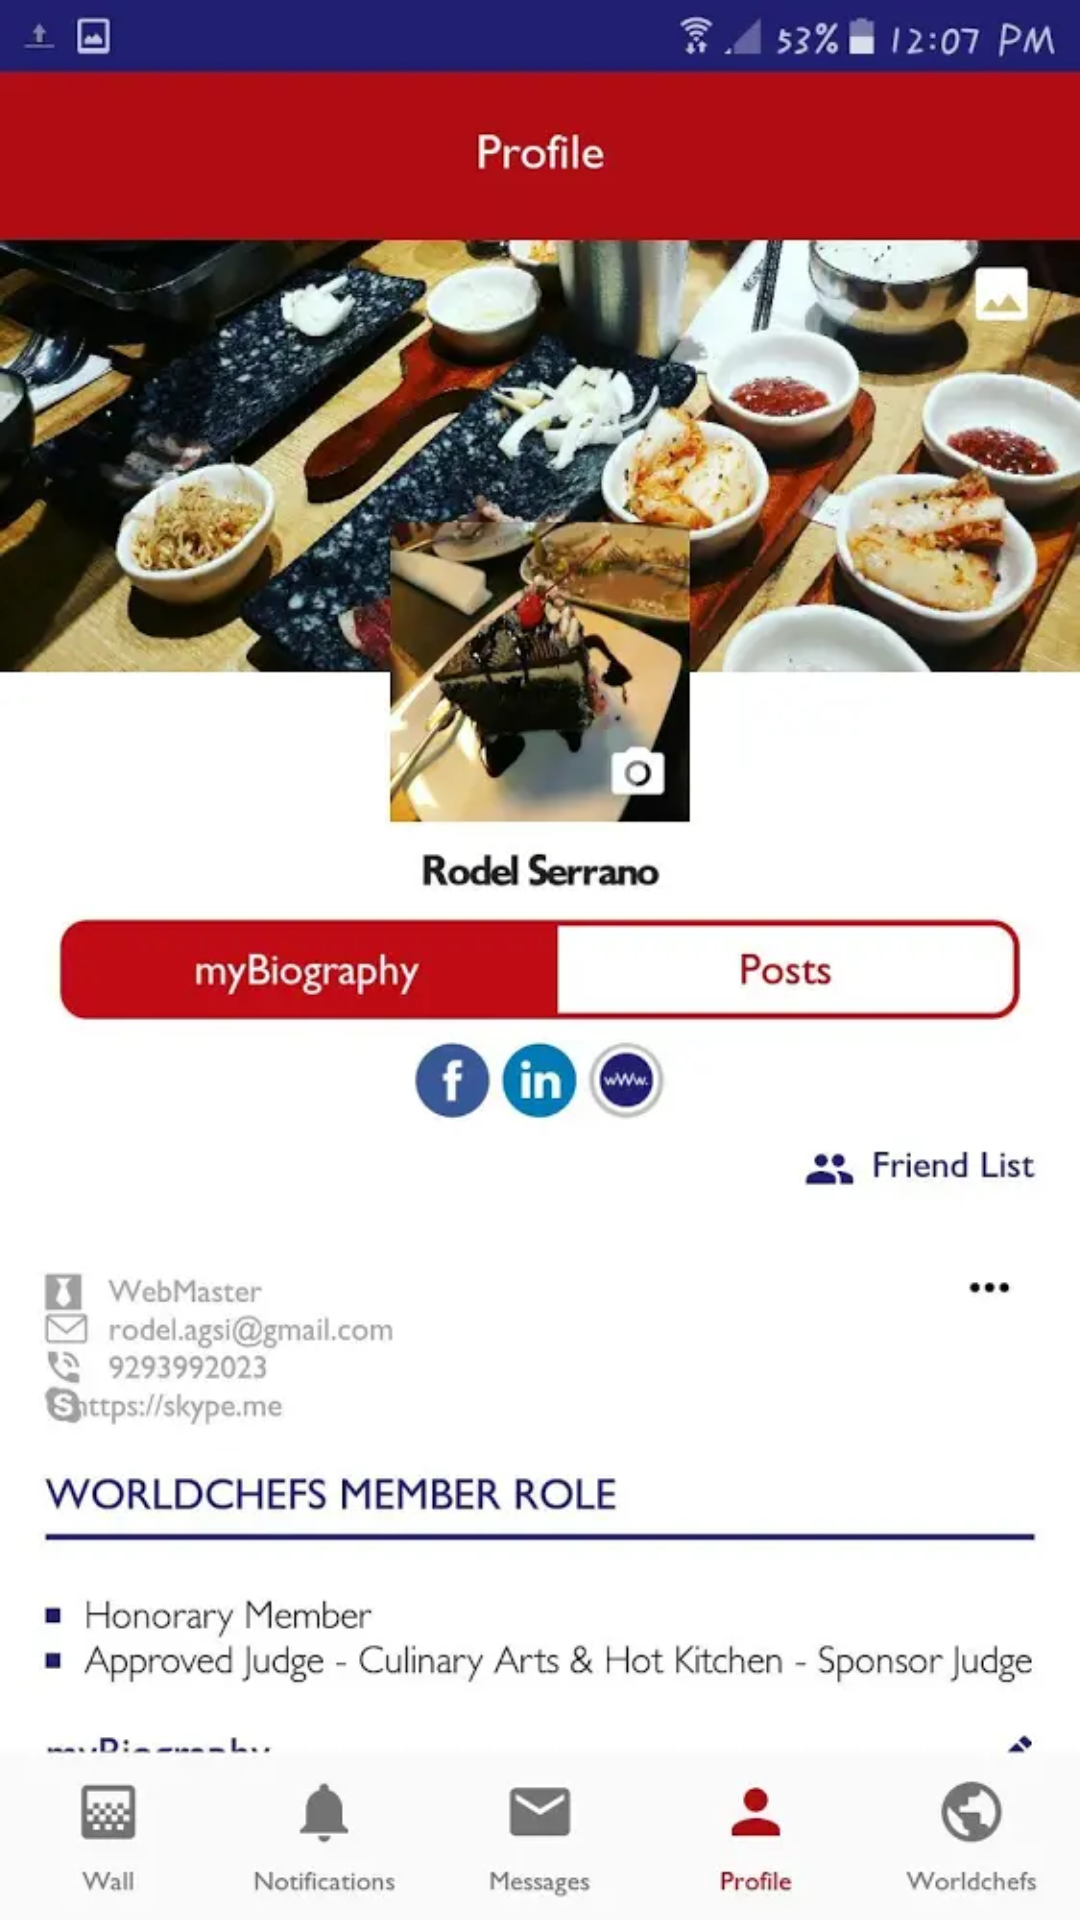 53% 12:07 PM
Profile
Rodel Serrano
myBiography Posts
f in wWw.
Friend List
WebMaster
rodel.agsi@gmail.com
9293992023
https://skype.me
WORLDCHEFS MEMBER ROLE
Honorary Member
Approved Judge - Culinary Arts & Hot Kitchen - Sponsor Judge
myBiography
Wall Notifications Messages Profile Worldchefs